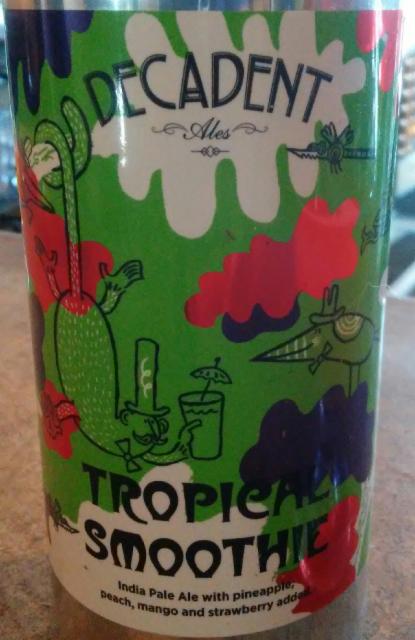 DECADENT
Ales
TROPICAL
SMOOTHIE
India Pale Ale with pineapple,
peach, mango and strawberry added